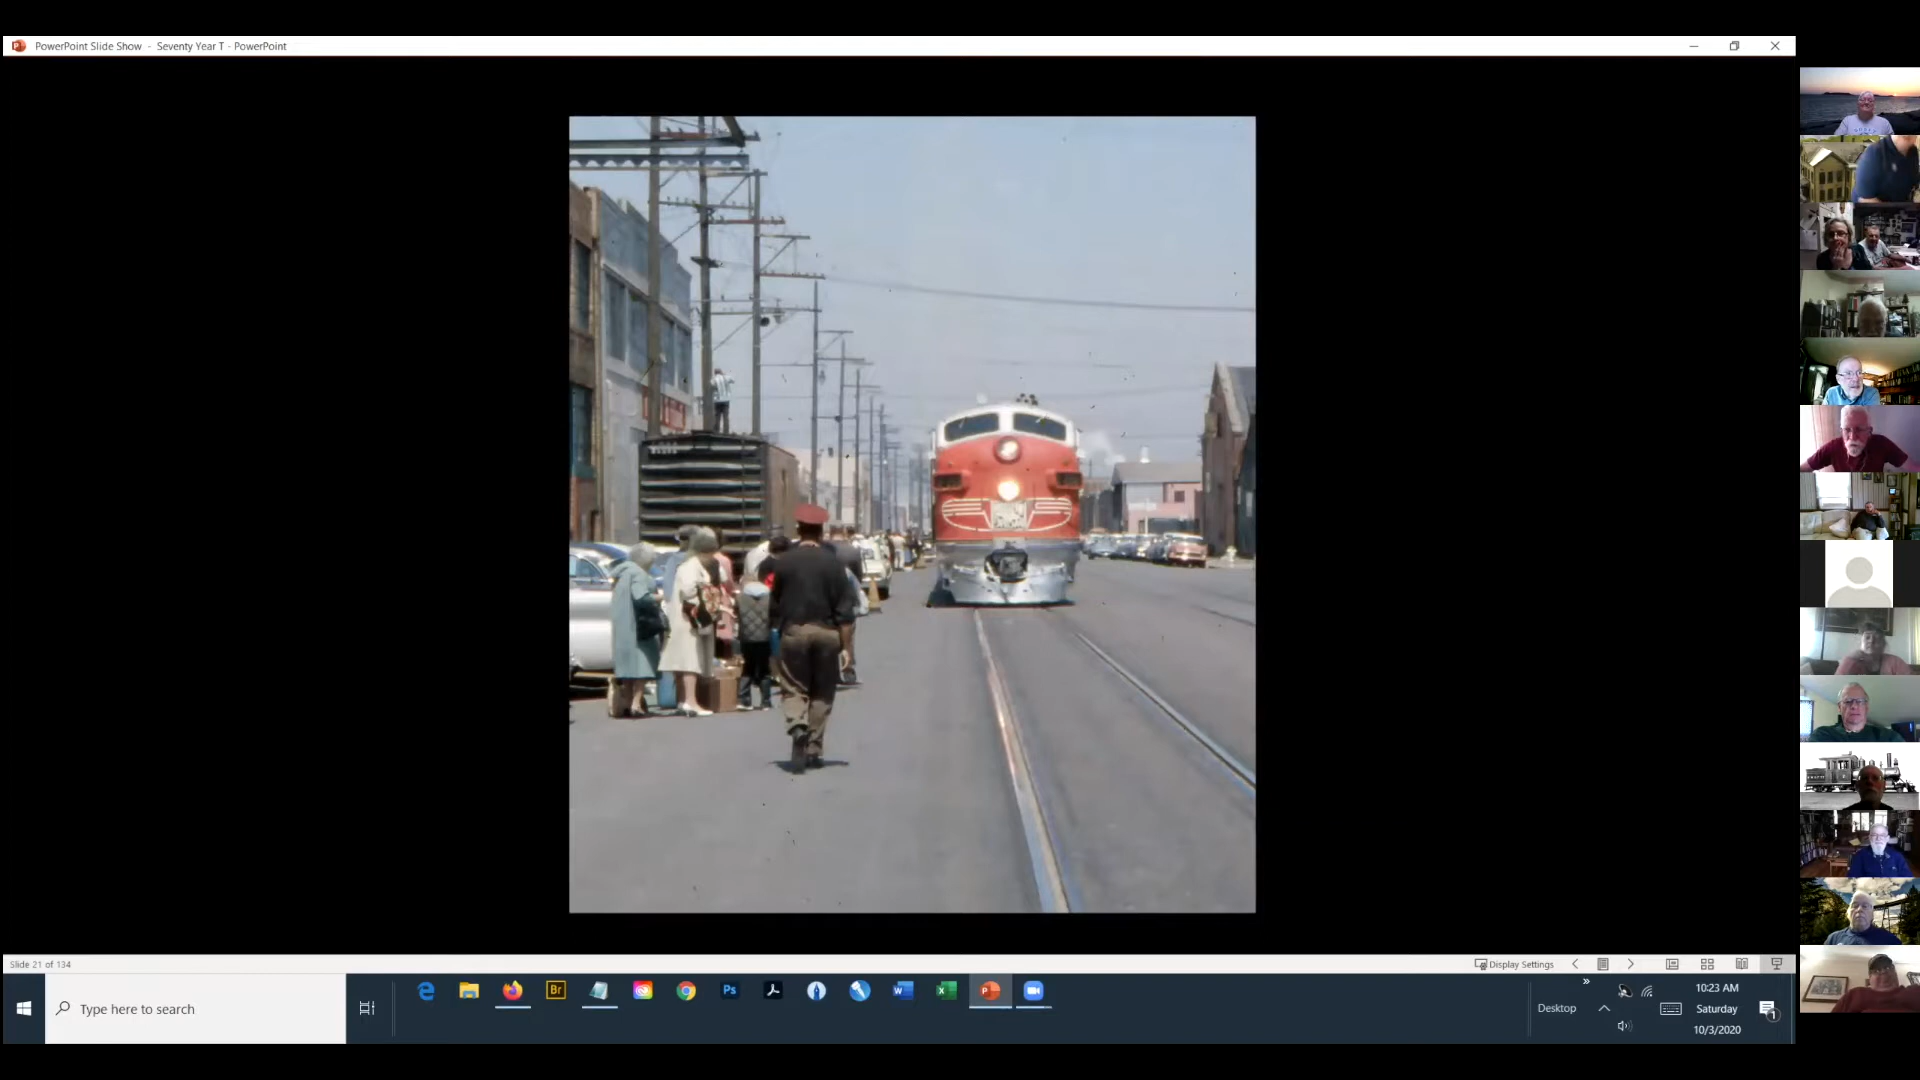 PowerPoint Slide Show - Seventy Year T - PowerPoint
Slide 21 of 134
Display Settings
Type here to search
Desktop
10:23 AM
Saturday
10/3/2020